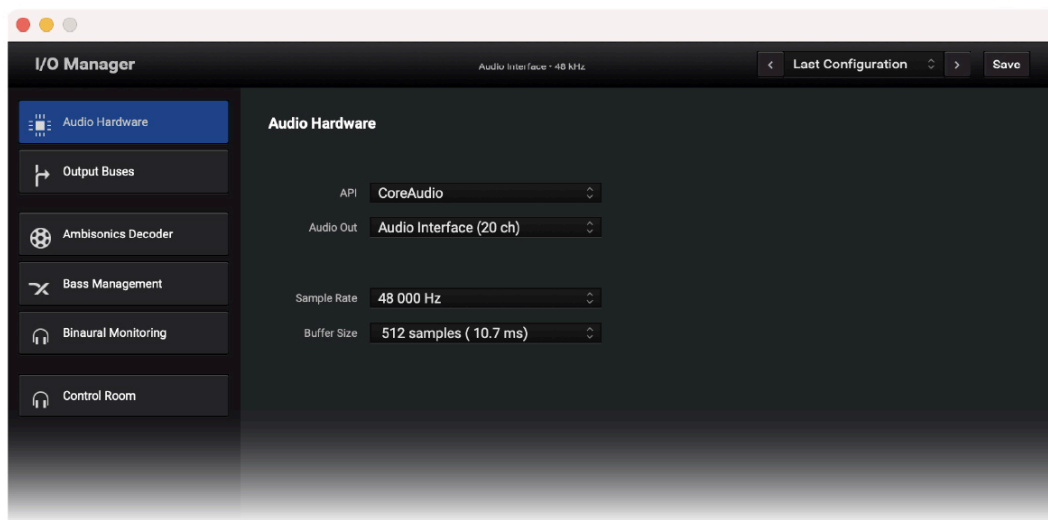 I/O Manager
Audio Interface - 48 kHz
Last Configuration
Save
Audio Hardware
Output Buses
Ambisonics Decoder
Bass Management
Binaural Monitoring
Control Room
Audio Hardware
API CoreAudio
Audio Out Audio Interface (20 ch)
Sample Rate 48 000 Hz
Buffer Size 512 samples ( 10.7 ms)